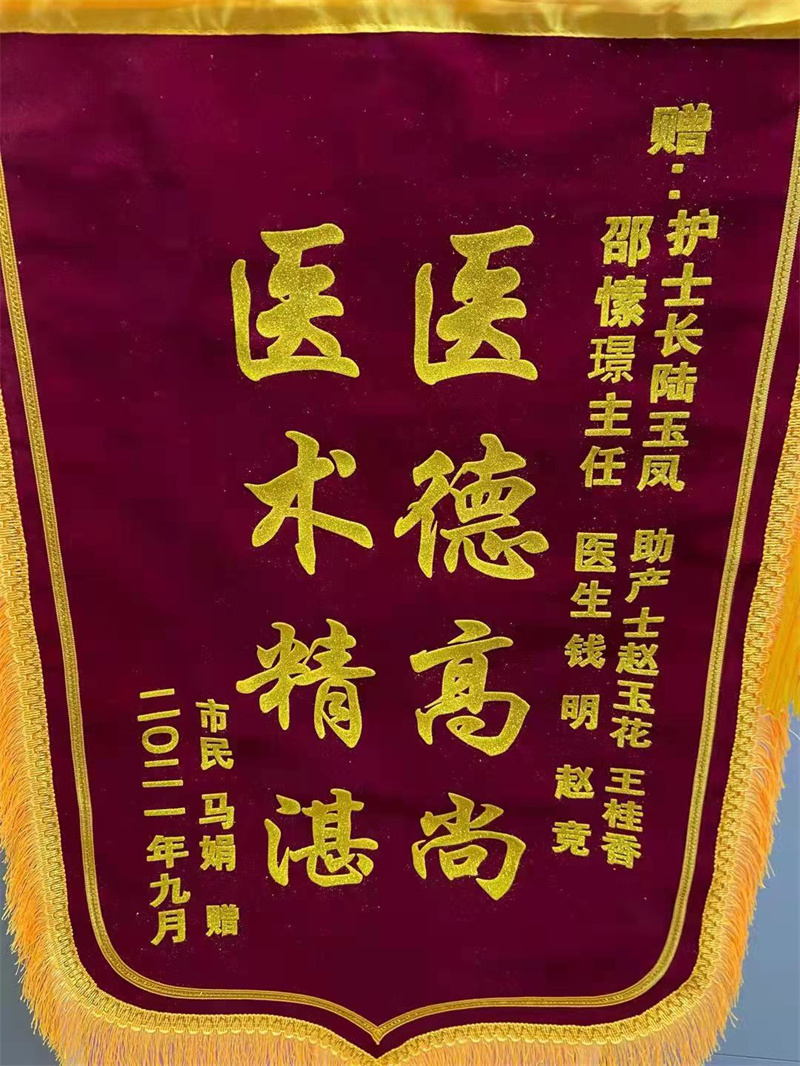 赠：护士长陆玉凤 助产士赵玉花 王桂香
邵愫璟主任 医生钱明 赵竞
医德高尚
医术精湛
市民 马娟 赠
二〇二一年九月